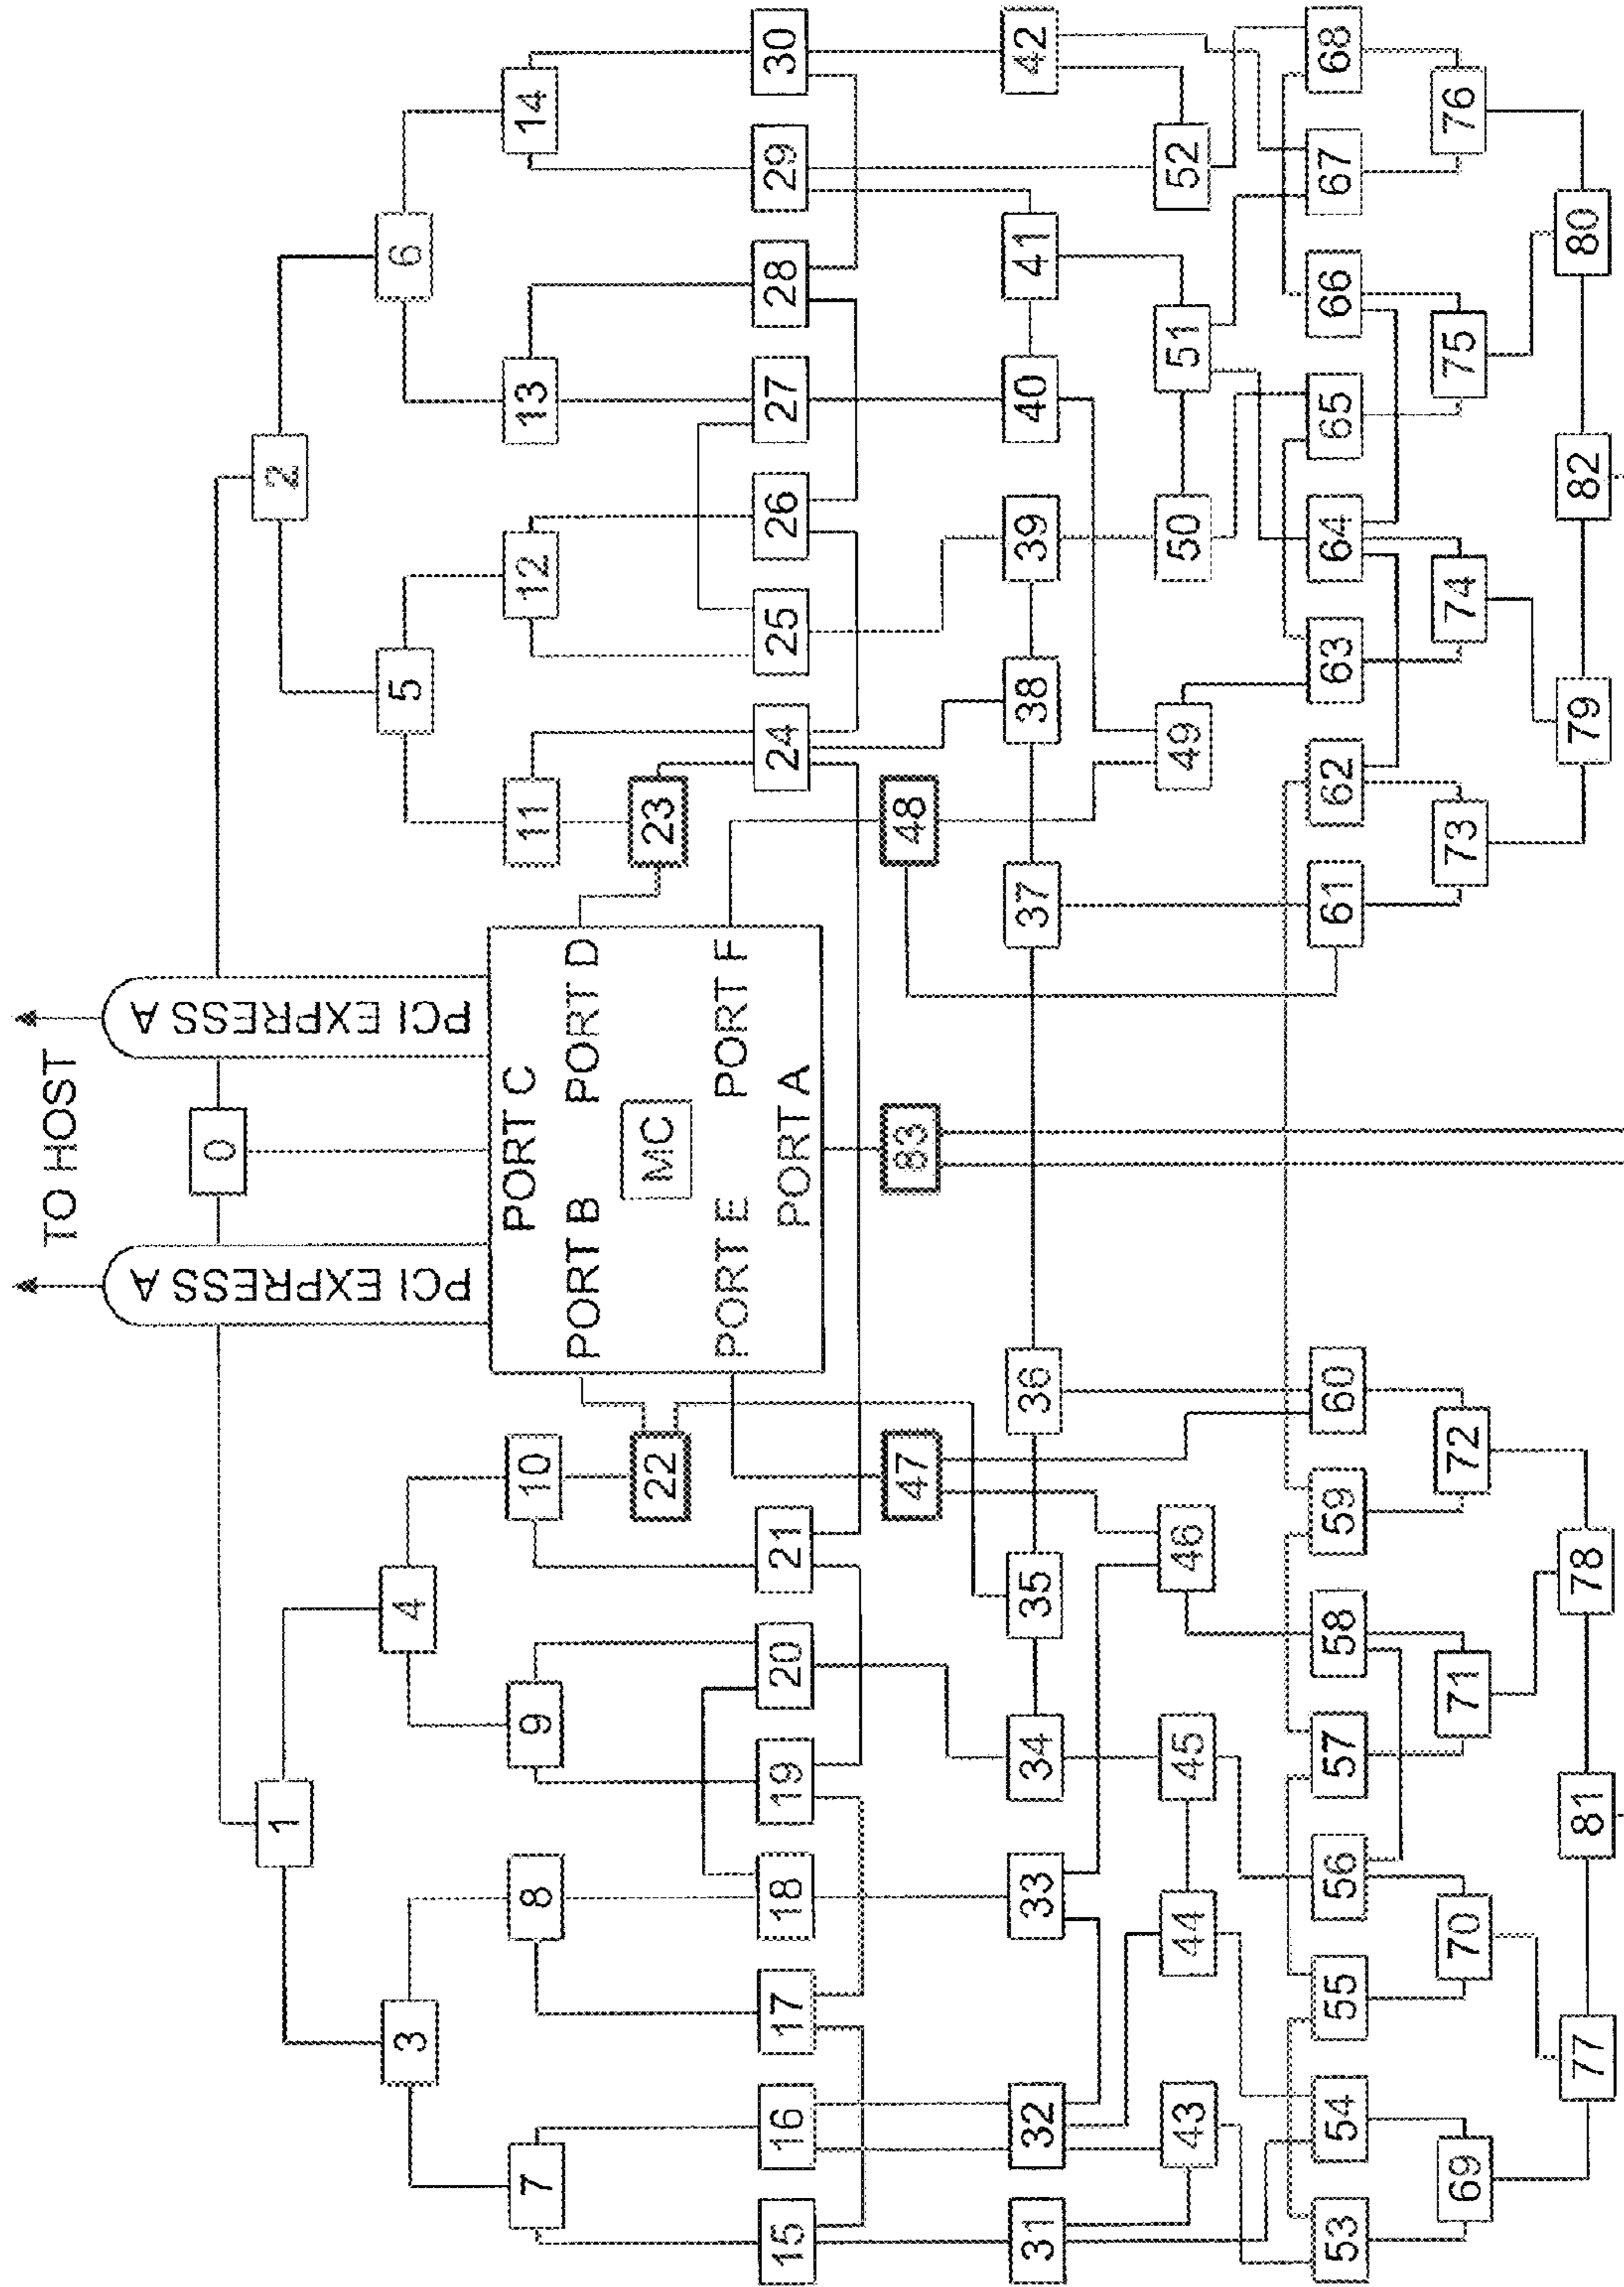 TO HOST
PCI EXPRESS A
PCI EXPRESS A
0
1 2
3 4 5 6
7 8 9 10 11 12 13 14
PORT C
PORT B PORT D
22 MC 23
PORT E PORT F
PORT A
15 16 17 18 19 20 21 24 25 26 27 28 29 30
47 83 48
31 32 33 34 35 36 37 38 39 40 41 42
43 44 45 46 49 50 51 52
53 54 55 56 57 58 59 60 61 62 63 64 65 66 67 68
69 70 71 72 73 74 75 76
77 81 78 79 82 80